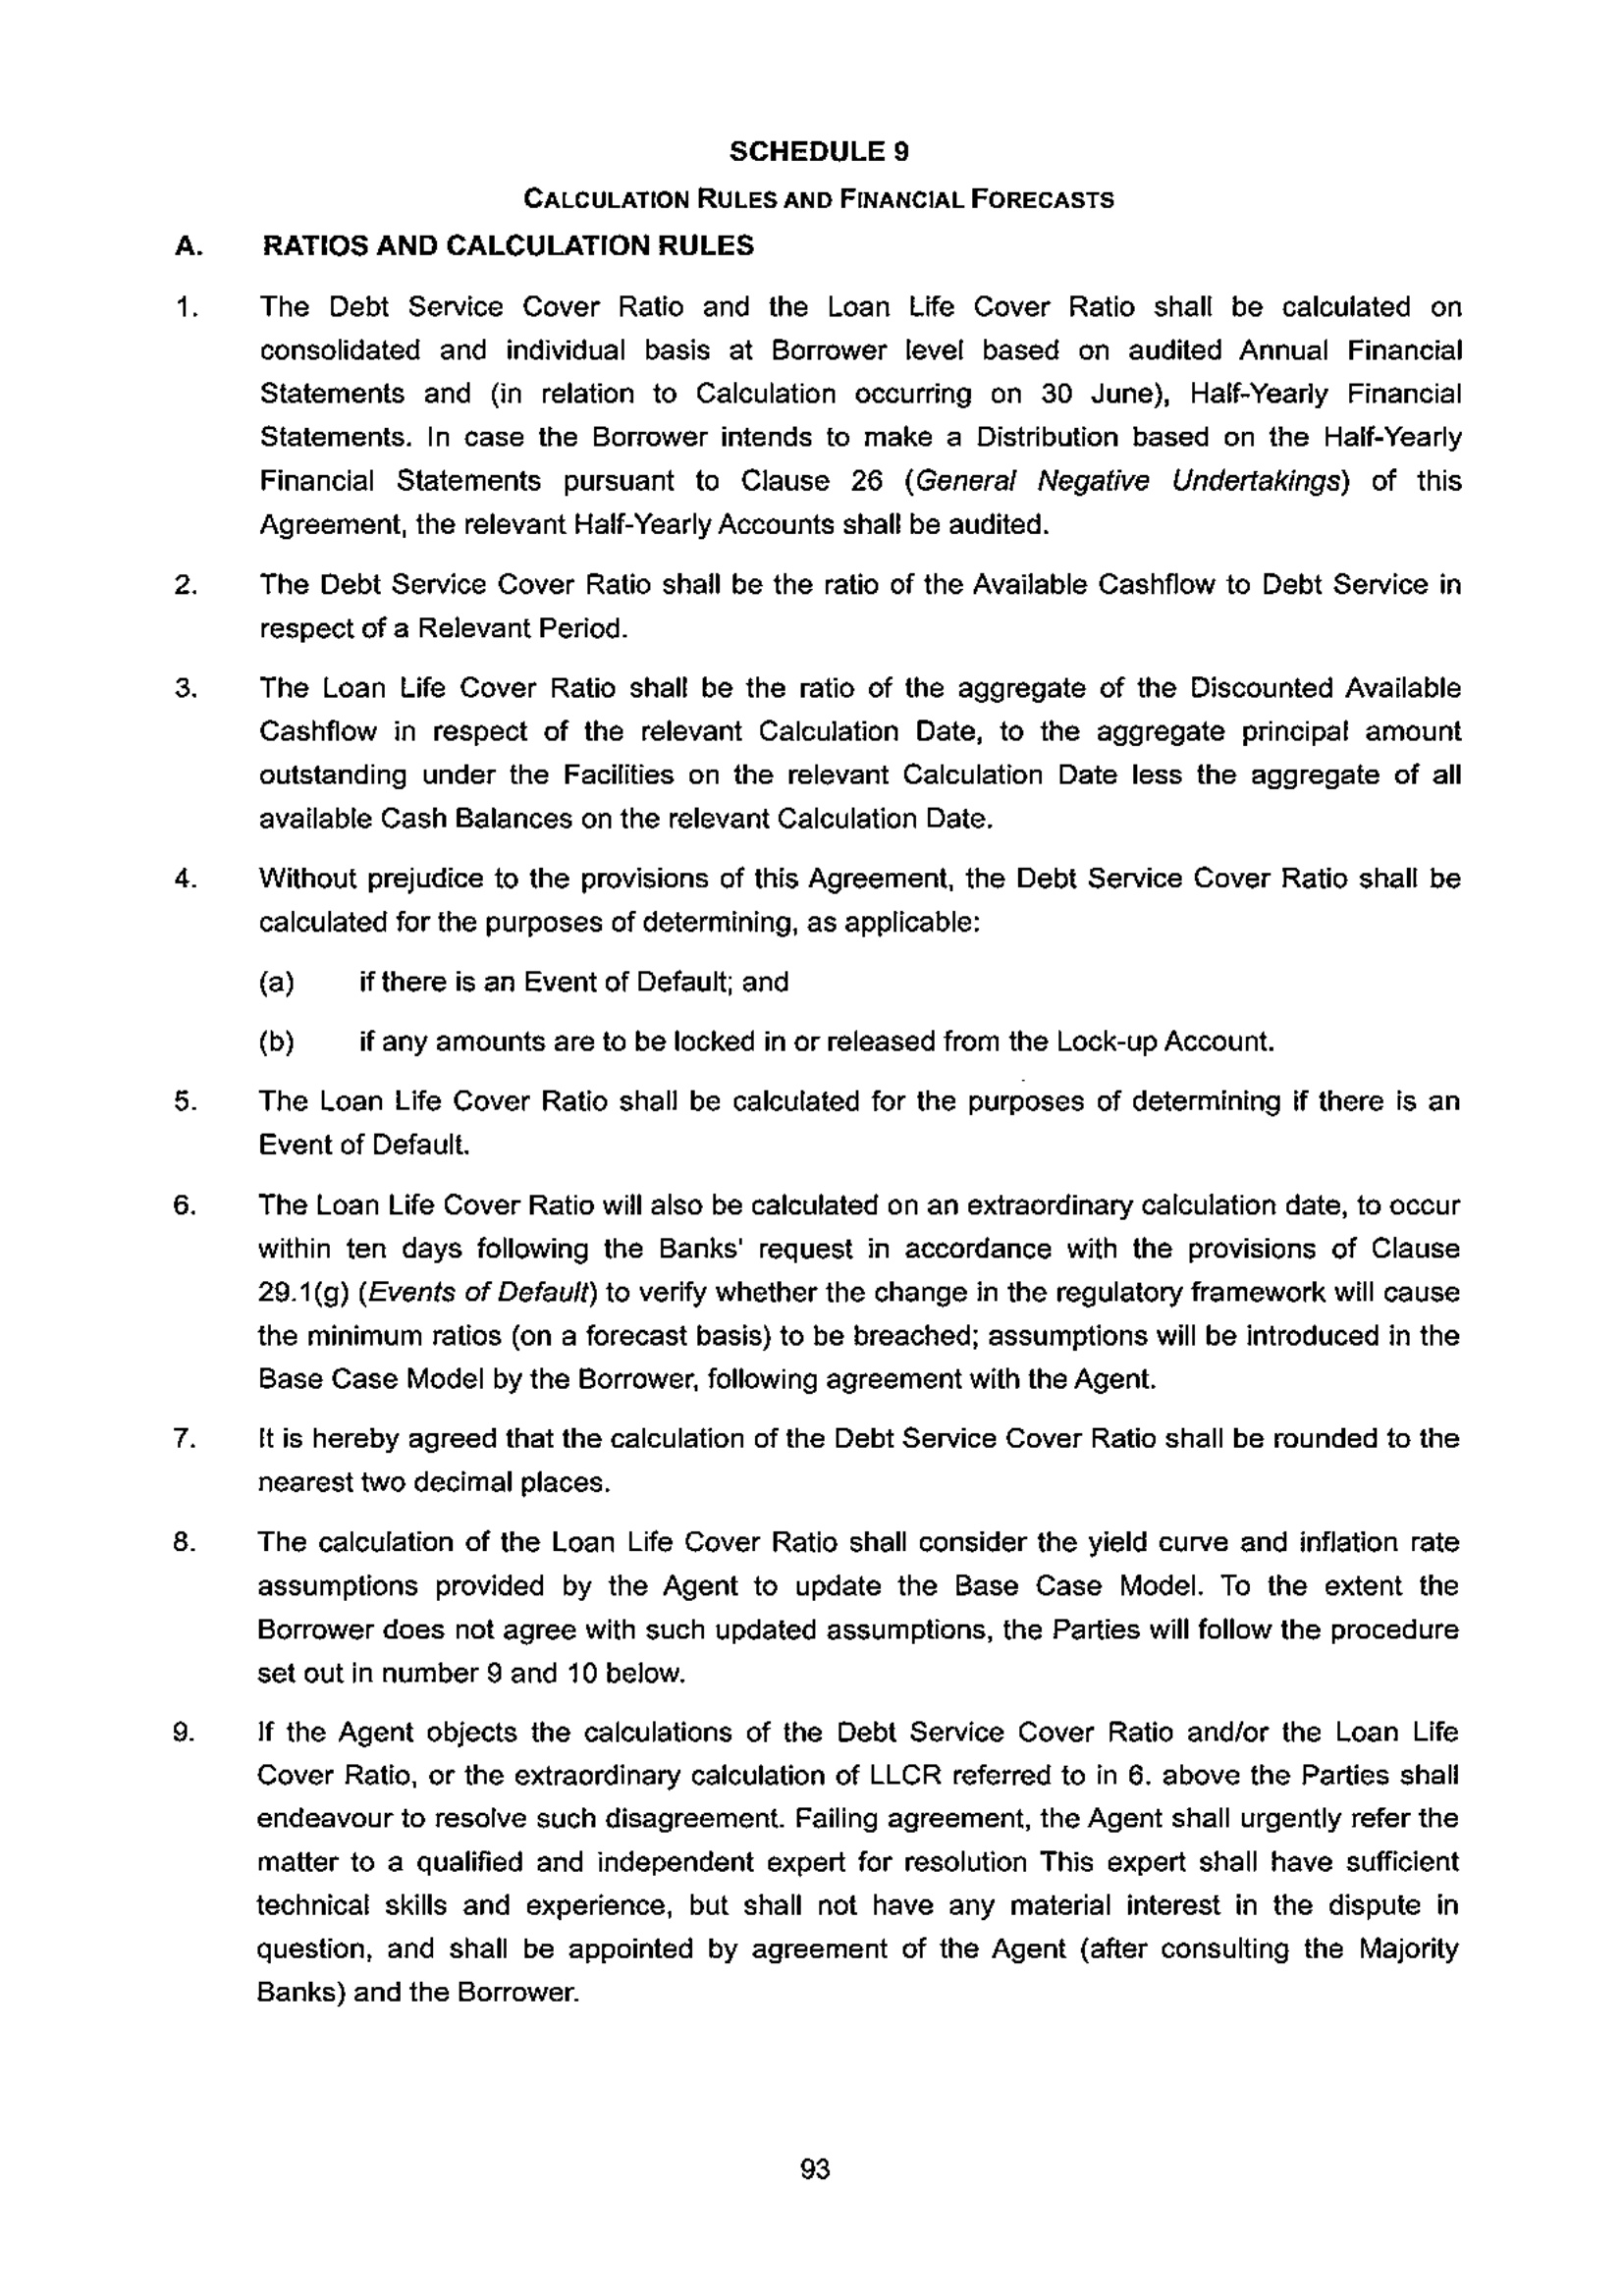 SCHEDULE 9
CALCULATION RULES AND FINANCIAL FORECASTS
A. RATIOS AND CALCULATION RULES
1. The Debt Service Cover Ratio and the Loan Life Cover Ratio shall be calculated on
consolidated and individual basis at Borrower level based on audited Annual Financial
Statements and (in relation to Calculation occurring on 30 June), Half-Yearly Financial
Statements. In case the Borrower intends to make a Distribution based on the Half-Yearly
Financial Statements pursuant to Clause 26 (General Negative Undertakings) of this
Agreement, the relevant Half-Yearly Accounts shall be audited.
2. The Debt Service Cover Ratio shall be the ratio of the Available Cashflow to Debt Service in
respect of a Relevant Period.
3. The Loan Life Cover Ratio shall be the ratio of the aggregate of the Discounted Available
Cashflow in respect of the relevant Calculation Date, to the aggregate principal amount
outstanding under the Facilities on the relevant Calculation Date less the aggregate of all
available Cash Balances on the relevant Calculation Date.
4. Without prejudice to the provisions of this Agreement, the Debt Service Cover Ratio shall be
calculated for the purposes of determining, as applicable:
(a) if there is an Event of Default; and
(b) if any amounts are to be locked in or released from the Lock-up Account.
5. The Loan Life Cover Ratio shall be calculated for the purposes of determining if there is an
Event of Default.
6. The Loan Life Cover Ratio will also be calculated on an extraordinary calculation date, to occur
within ten days following the Banks' request in accordance with the provisions of Clause
29.1(g) (Events of Default) to verify whether the change in the regulatory framework will cause
the minimum ratios (on a forecast basis) to be breached; assumptions will be introduced in the
Base Case Model by the Borrower, following agreement with the Agent.
7. It is hereby agreed that the calculation of the Debt Service Cover Ratio shall be rounded to the
nearest two decimal places.
8. The calculation of the Loan Life Cover Ratio shall consider the yield curve and inflation rate
assumptions provided by the Agent to update the Base Case Model. To the extent the
Borrower does not agree with such updated assumptions, the Parties will follow the procedure
set out in number 9 and 10 below.
9. If the Agent objects the calculations of the Debt Service Cover Ratio and/or the Loan Life
Cover Ratio, or the extraordinary calculation of LLCR referred to in 6. above the Parties shall
endeavour to resolve such disagreement. Failing agreement, the Agent shall urgently refer the
matter to a qualified and independent expert for resolution This expert shall have sufficient
technical skills and experience, but shall not have any material interest in the dispute in
question, and shall be appointed by agreement of the Agent (after consulting the Majority
Banks) and the Borrower.
93